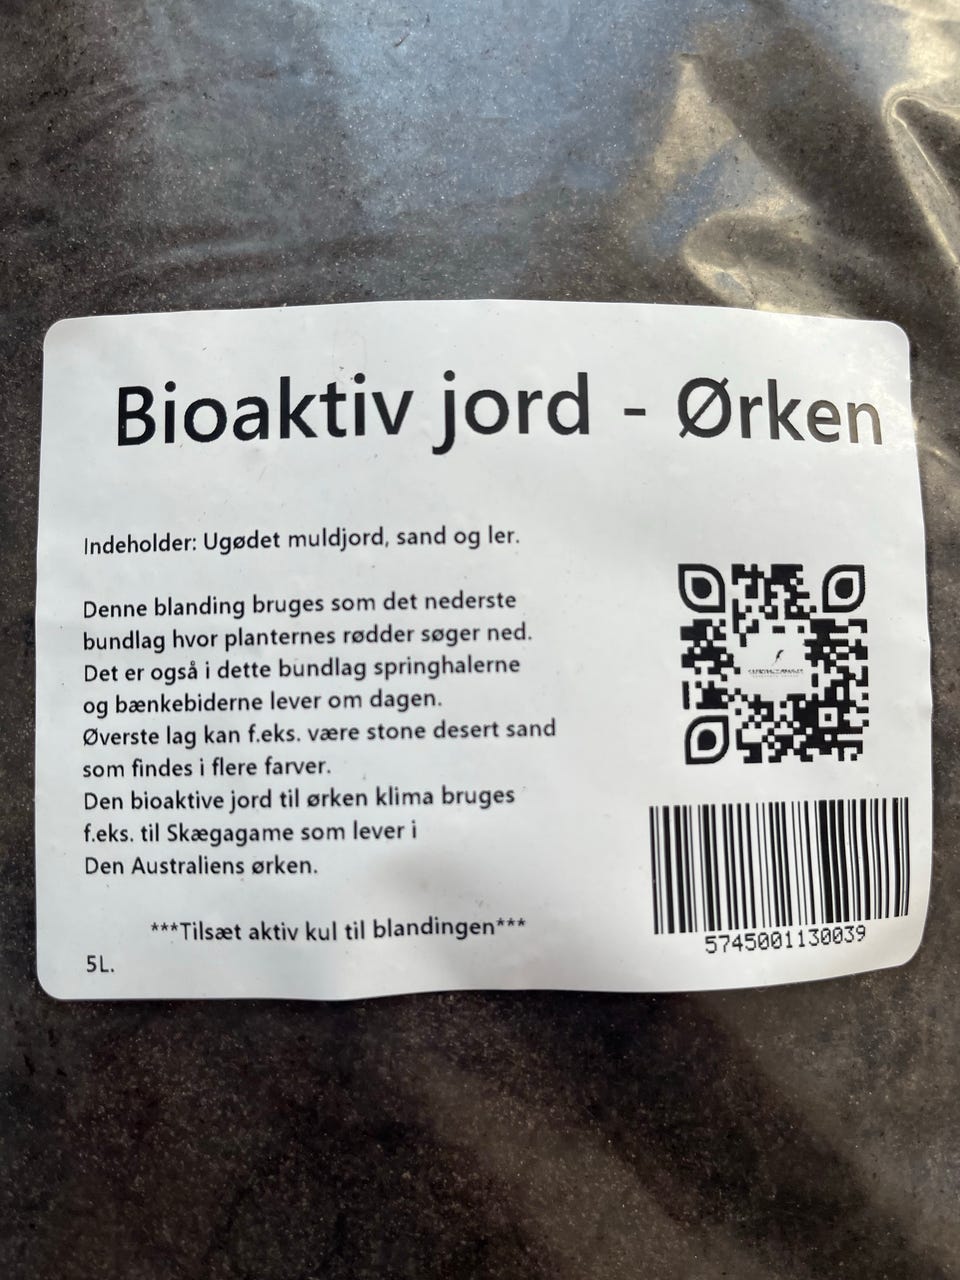 Bioaktiv jord - Ørken
Indeholder: Ugødet muldjord, sand og ler.
Denne blanding bruges som det nederste
bundlag hvor planternes rødder søger ned.
Det er også i dette bundlag springhalerne
og bænkebiderne lever om dagen.
Øverste lag kan f.eks. være stone desert sand
som findes i flere farver.
Den bioaktive jord til ørken klima bruges
f.eks. til Skægagame som lever i
Den Australiens ørken.
***Tilsæt aktiv kul til blandingen***
5L.
5745001130039